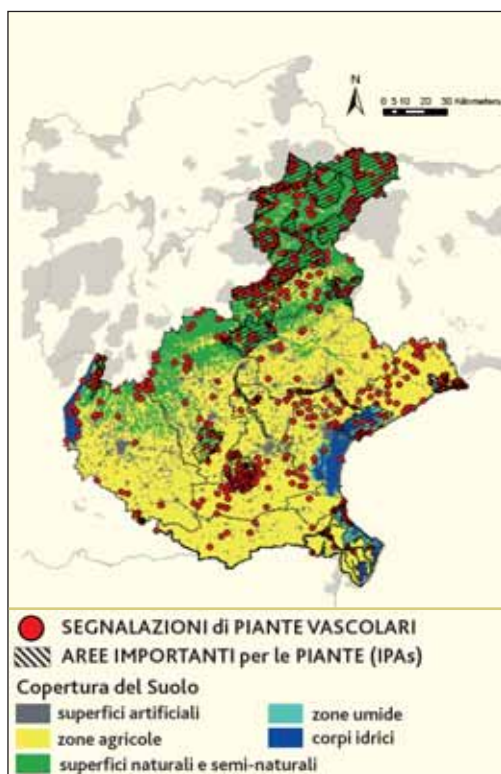 N
0 5 10 20 30 Kilometers
SEGNALAZIONI di PIANTE VASCOLARI
AREE IMPORTANTI per le PIANTE (IPAs)
Copertura del Suolo
superfici artificiali
zone umide
zone agricole
corpi idrici
superfici naturali e semi-naturali